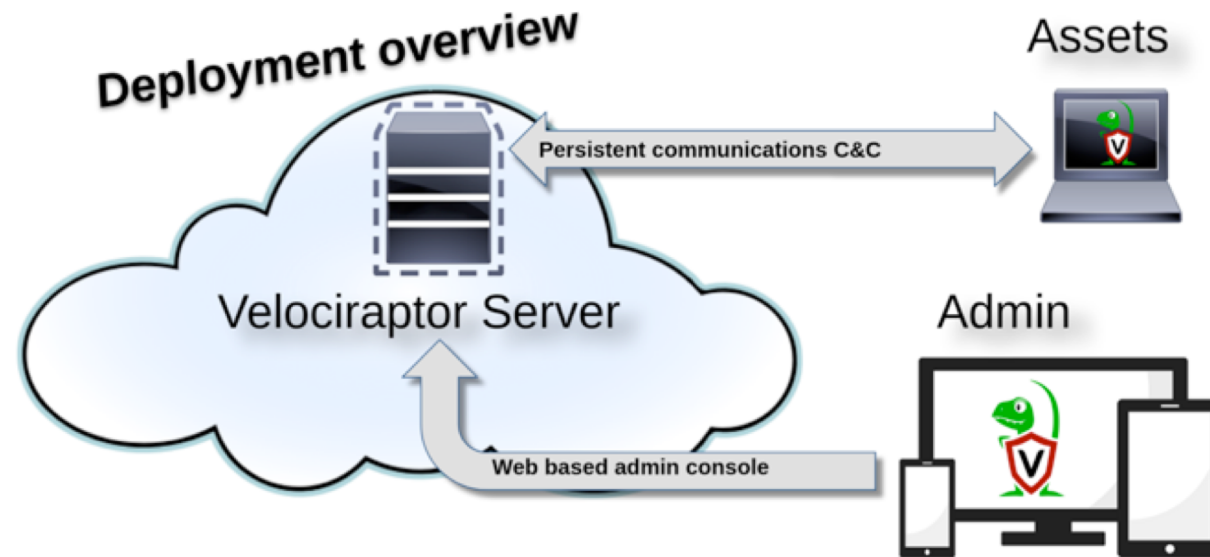 Deployment overview
Assets
Persistent communications C&C
V
Velociraptor Server
Admin
V
Web based admin console